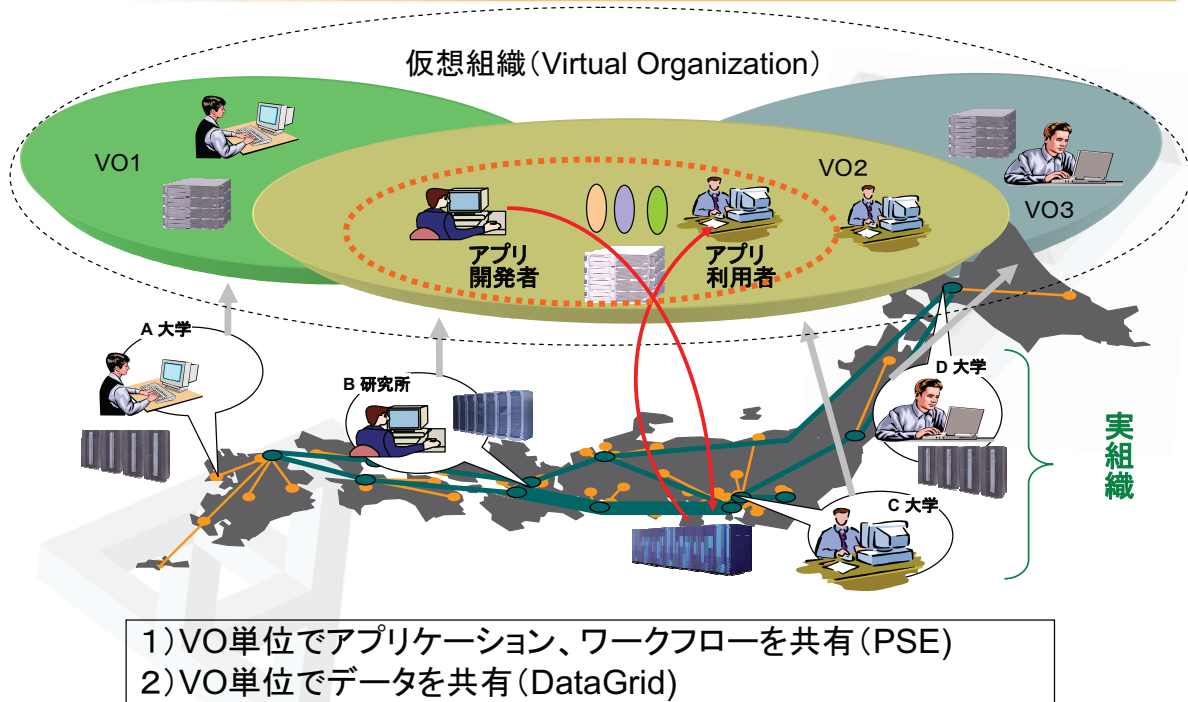 仮想組織(Virtual Organization)
VO1
VO2
VO3
アプリ
開発者
アプリ
利用者
A 大学
B 研究所
D 大学
C 大学
実組織
1)VO単位でアプリケーション、ワークフローを共有(PSE)
2)VO単位でデータを共有(DataGrid)